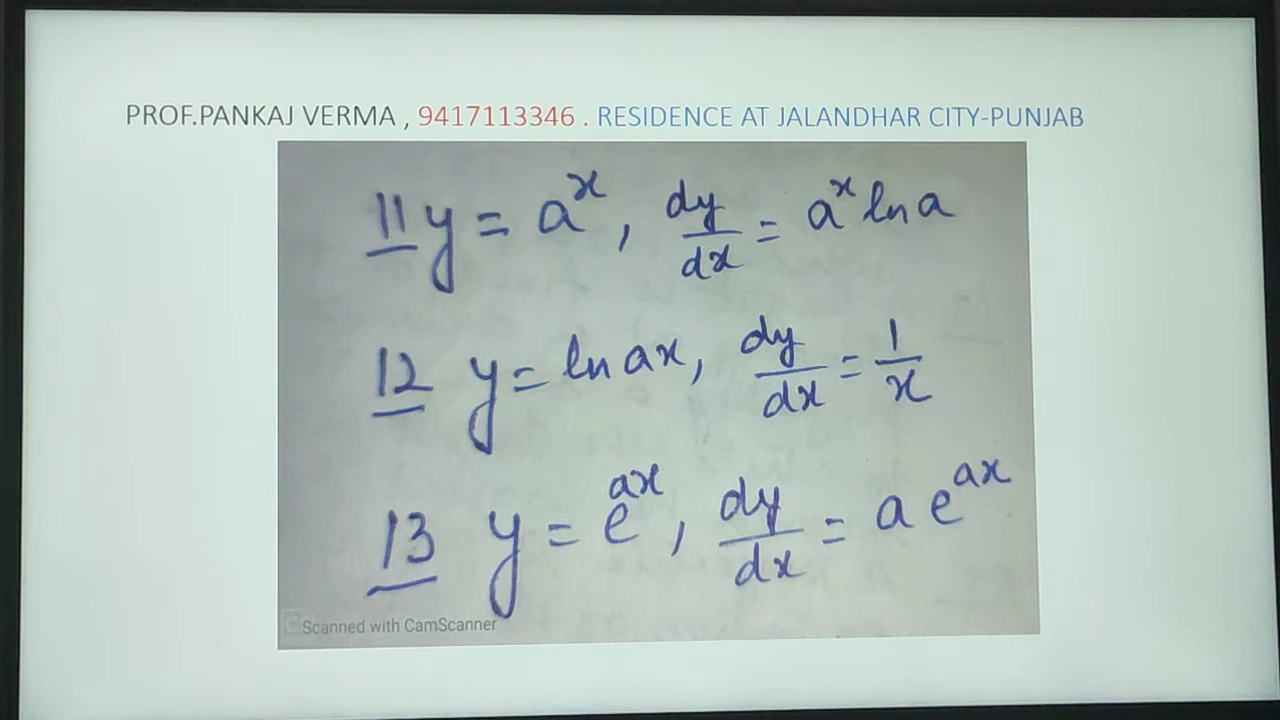 PROF.PANKAJ VERMA , 9417113346 . RESIDENCE AT JALANDHAR CITY-PUNJAB
11 y = a^x , dy/dx = a^x ln a
12 y = ln ax, dy/dx = 1/x
13 y = e^ax , dy/dx = a e^ax
Scanned with CamScanner